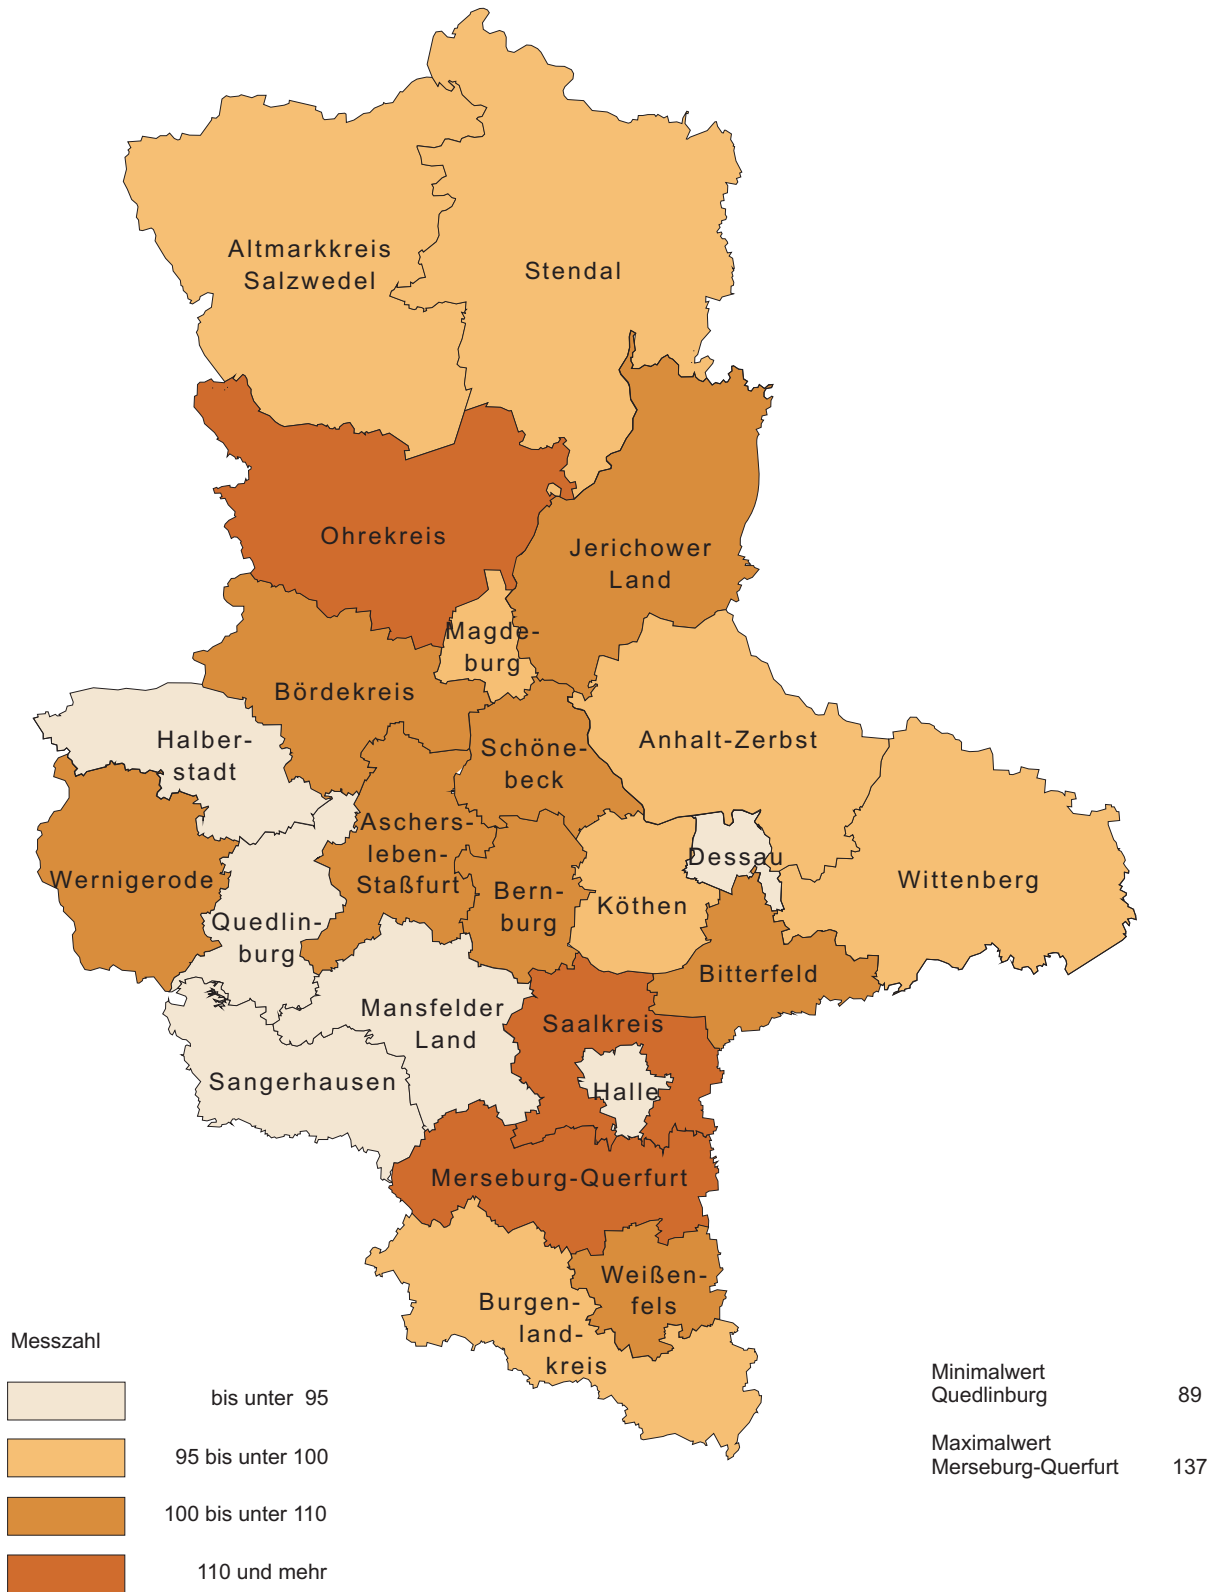 Altmarkkreis
Salzwedel
Stendal
Ohrekreis
Jerichower
Land
Magde-
burg
Bördekreis
Halber-
stadt
Schöne-
beck
Anhalt-Zerbst
Aschers-
leben-
Staßfurt
Dessau
Wernigerode
Bern-
burg
Köthen
Wittenberg
Quedlin-
burg
Bitterfeld
Mansfelder
Land
Saalkreis
Sangerhausen
Halle
Merseburg-Querfurt
Weißen-
fels
Burgen-
land-
kreis
Messzahl
bis unter 95
95 bis unter 100
100 bis unter 110
110 und mehr
Minimalwert
Quedlinburg 89
Maximalwert
Merseburg-Querfurt 137